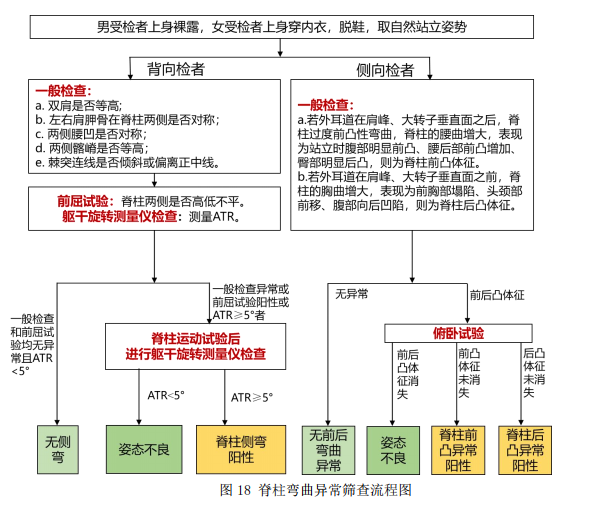 男受检者上身裸露，女受检者上身穿内衣，脱鞋，取自然站立姿势
背向检者
侧向检者
一般检查：
a. 双肩是否等高；
b. 左右肩胛骨在脊柱两侧是否对称；
c. 两侧腰凹是否对称；
d. 两侧髂嵴是否等高；
e. 棘突连线是否倾斜或偏离正中线。
前屈试验：脊柱两侧是否高低不平。
躯干旋转测量仪检查：测量ATR。
一般检查：
a.若外耳道在肩峰、大转子垂直面之后，脊
柱过度前凸性弯曲，脊柱的腰曲增大，表现
为站立时腹部明显前凸、腰后部前凸增加、
臀部明显后凸，则为脊柱前凸体征。
b.若外耳道在肩峰、大转子垂直面之前，脊
柱的胸曲增大，表现为前胸部塌陷、头颈部
前移、腹部向后凹陷，则为脊柱后凸体征。
一般检查
和前屈试
验均无异
常且ATR
<5°
一般检查异常或
前屈试验阳性或
ATR≥5°者
脊柱运动试验后
进行躯干旋转测量仪检查
ATR<5°
ATR≥5°
无侧
弯
姿态不良
脊柱侧弯
阳性
无异常
前后凸体征
俯卧试验
前后
凸体
征消
失
前凸
体征
未消
失
后凸
体征
未消
失
无前后
弯曲
异常
姿态
不良
脊柱前
凸异常
阳性
脊柱后
凸异常
阳性
图 18 脊柱弯曲异常筛查流程图